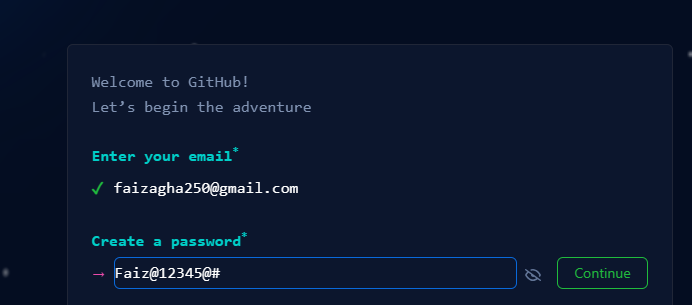 Welcome to GitHub!
Let’s begin the adventure
Enter your email*
✓ faizagha250@gmail.com
Create a password*
→ Faiz@12345@#
Continue